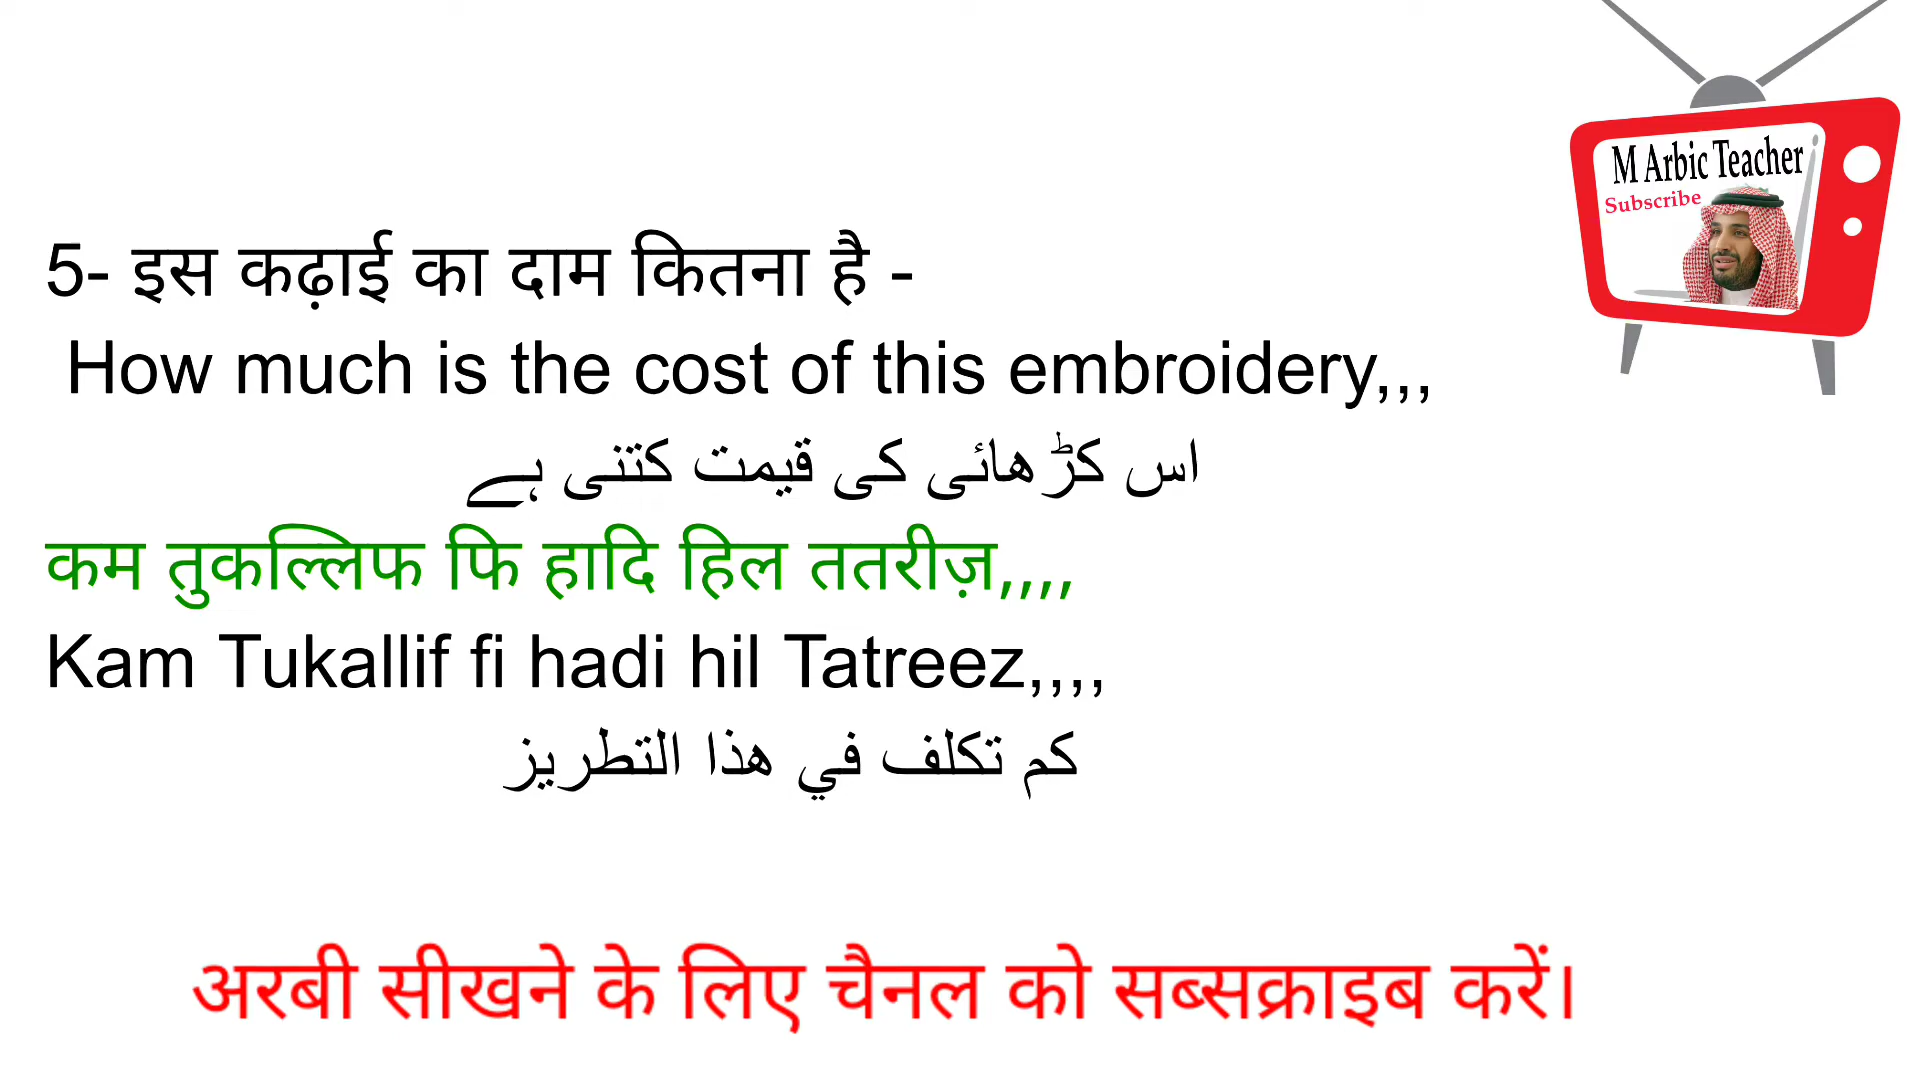 M Arbic Teacher
Subscribe
5- इस कढ़ाई का दाम कितना है -
How much is the cost of this embroidery,,,
اس کڑھائی کی قیمت کتنی ہے
कम तुकल्लिफ फि हादि हिल ततरीज़,,,,
Kam Tukallif fi hadi hil Tatreez,,,,
كم تكلف في هذا التطريز
अरबी सीखने के लिए चैनल को सब्सक्राइब करें।